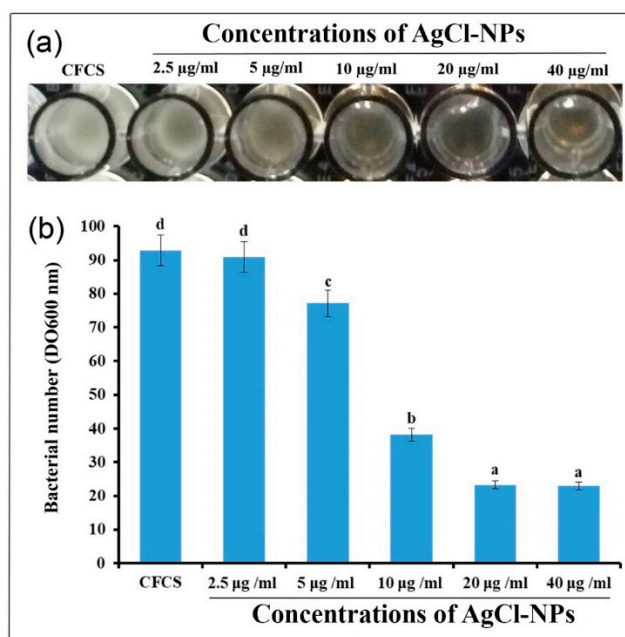 (a)
Concentrations of AgCl-NPs
CFCS 2.5 µg/ml 5 µg/ml 10 µg/ml 20 µg/ml 40 µg/ml
(b)
Bacterial number (DO600 nm)
100
90
80
70
60
50
40
30
20
10
0
d d c b a a
CFCS 2.5 µg /ml 5 µg /ml 10 µg /ml 20 µg /ml 40 µg /ml
Concentrations of AgCl-NPs